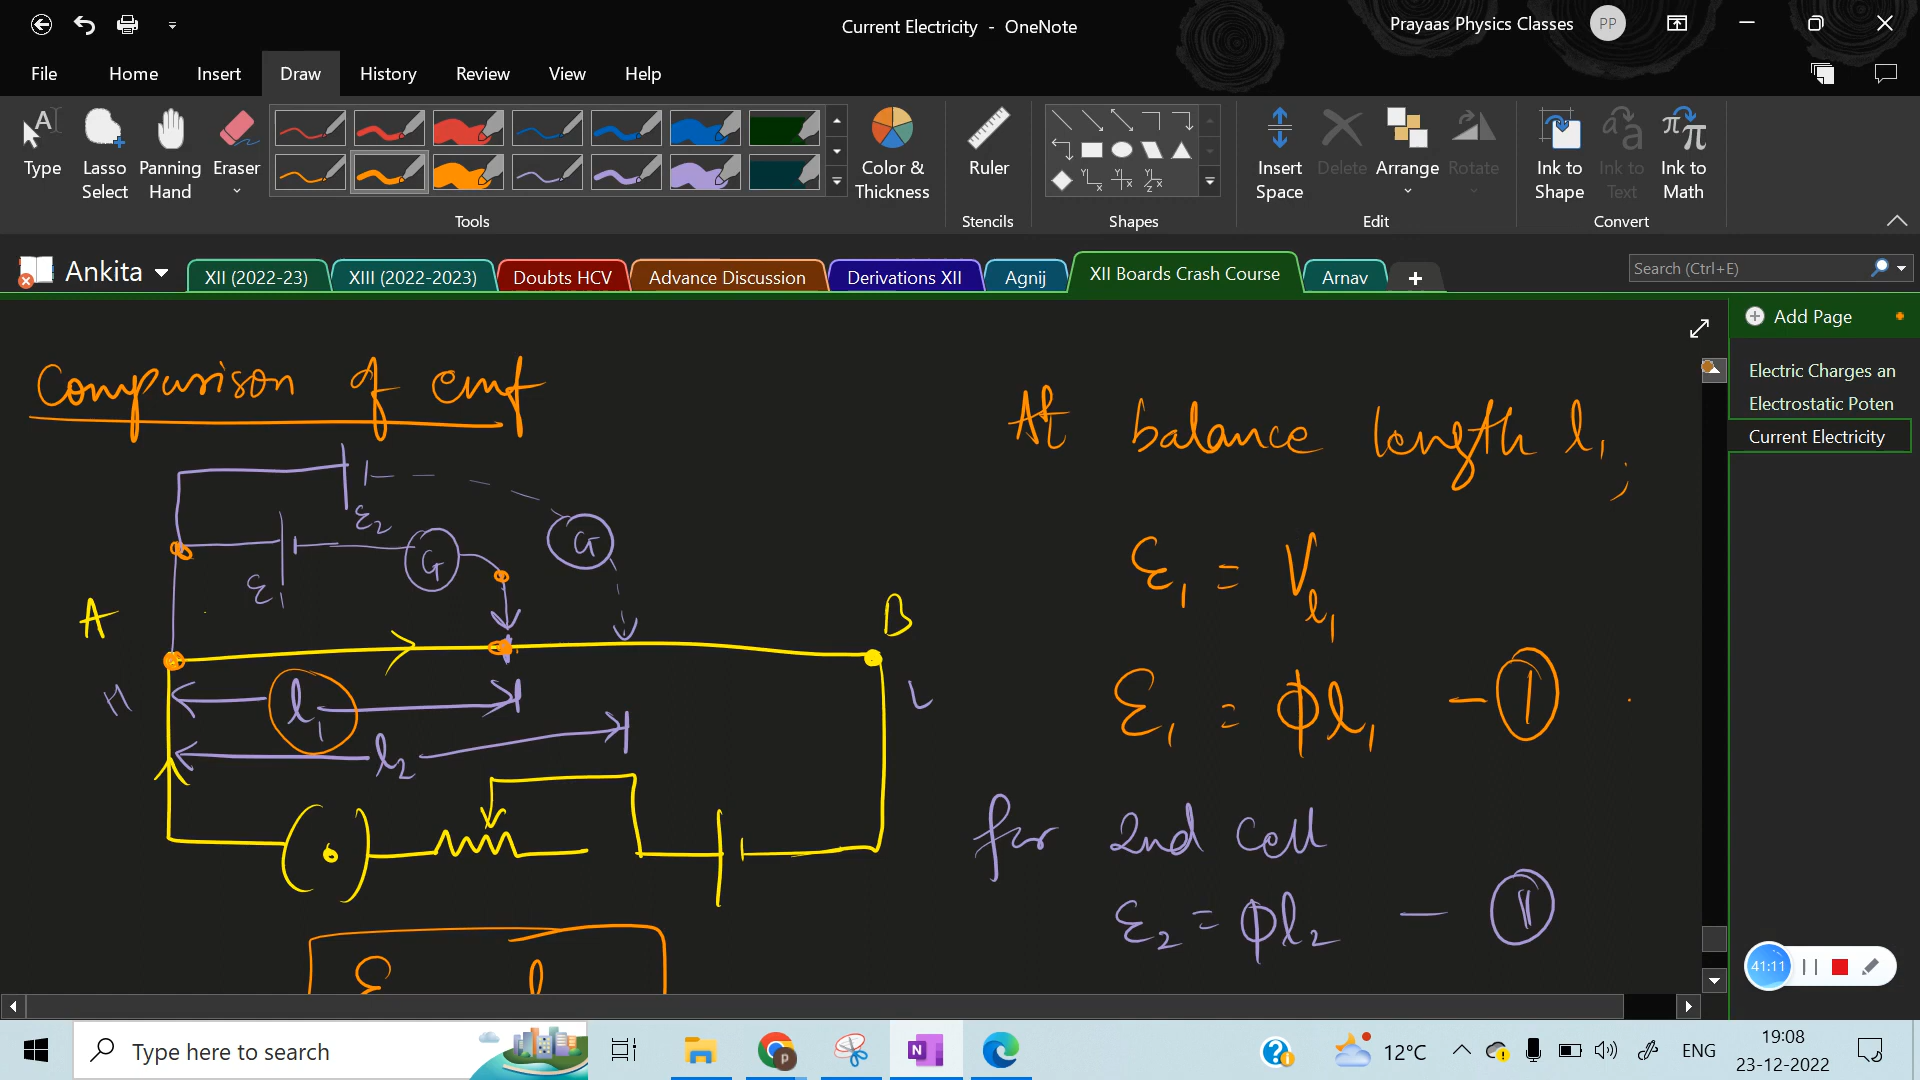 Current Electricity - OneNote
Prayaas Physics Classes
PP
File Home Insert Draw History Review View Help
Type
Lasso Select
Panning Hand
Eraser
Color & Thickness
Ruler
Insert Space
Delete
Arrange
Rotate
Ink to Shape
Ink to Text
Ink to Math
Tools
Stencils
Shapes
Edit
Convert
Ankita
XII (2022-23)
XIII (2022-2023)
Doubts HCV
Advance Discussion
Derivations XII
Agnij
XII Boards Crash Course
Arnav
Search (Ctrl+E)
Add Page
Electric Charges an
Electrostatic Poten
Current Electricity
Comparison of emf
ε₂
G
G
ε₁
A
B
H
L
l₁
l₂
( • )
ε l
At balance length l₁,
ε₁ = V_l₁
ε₁ = ϕl₁ - ①
for 2nd cell
ε₂ = ϕl₂ - Ⅱ
41:11
Type here to search
12°C
ENG
19:08
23-12-2022